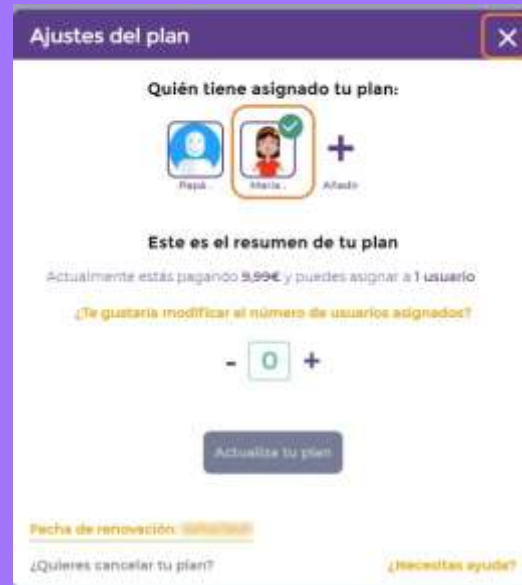 Ajustes del plan
Quién tiene asignado tu plan:
Papá..
María..
Añadir
Este es el resumen de tu plan
Actualmente estás pagando 9,99€ y puedes asignar a 1 usuario
¿Te gustaría modificar el número de usuarios asignados?
- 0 +
Actualiza tu plan
Fecha de renovación:
¿Quieres cancelar tu plan?
¿Necesitas ayuda?